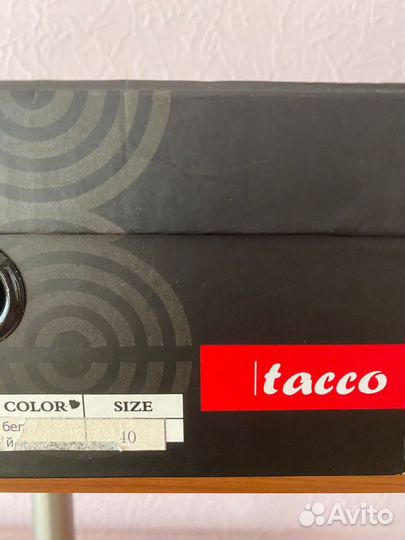 tacco
COLOR SIZE
бел
й 40
Avito